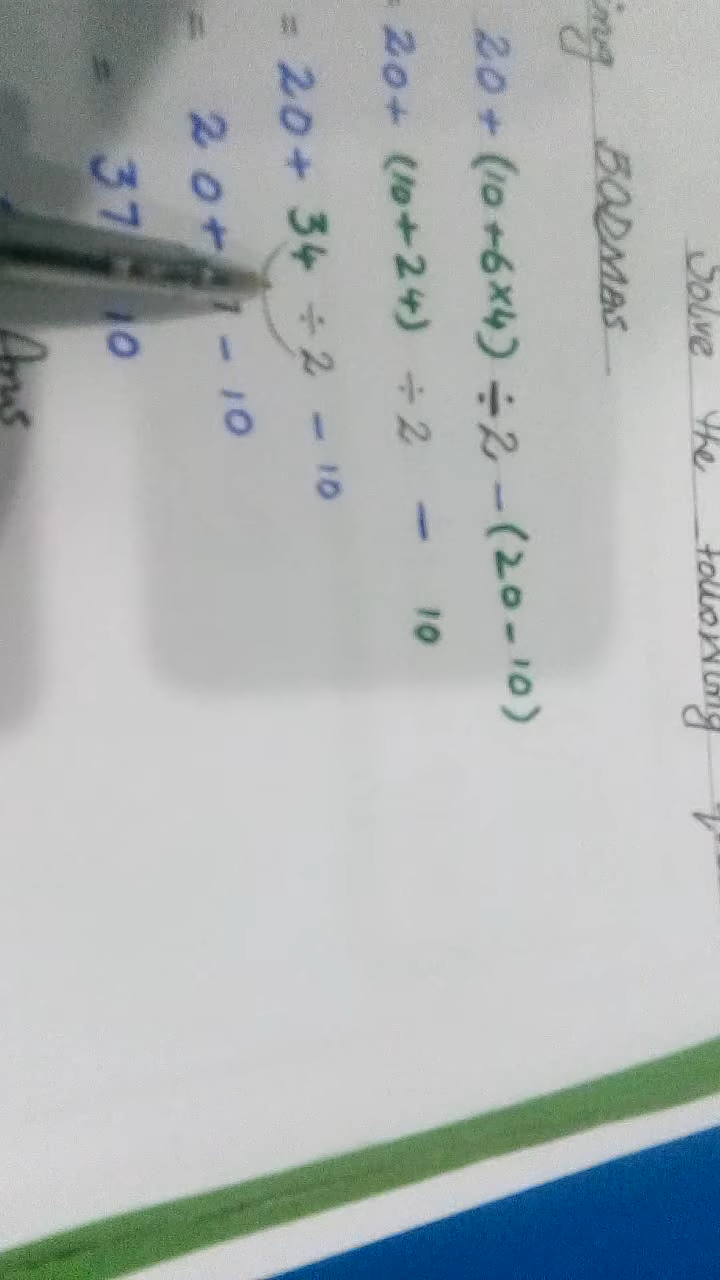 Solve the following
ing BODMAS
20 + (10 + 6 × 4) ÷ 2 - (20 - 10)
= 20 + (10 + 24) ÷ 2 - 10
= 20 + 34 ÷ 2 - 10
= 20 + - 10
= 37 10
Ans